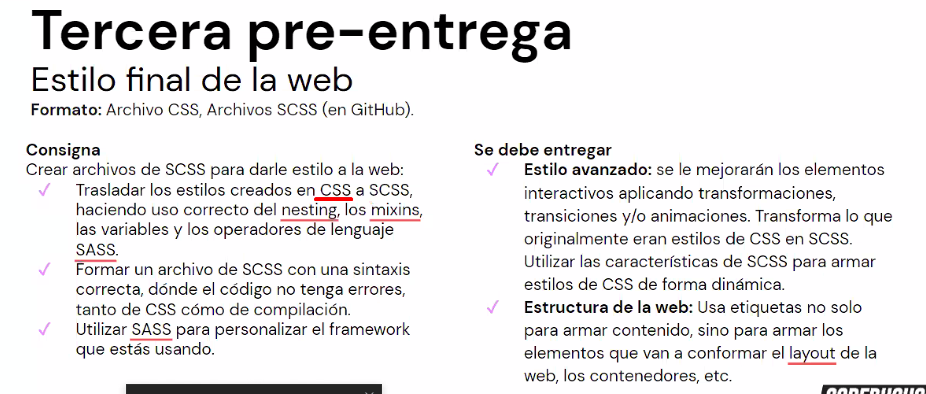 Tercera pre-entrega
Estilo final de la web
Formato: Archivo CSS, Archivos SCSS (en GitHub).
Consigna
Crear archivos de SCSS para darle estilo a la web:
Trasladar los estilos creados en CSS a SCSS,
haciendo uso correcto del nesting, los mixins,
las variables y los operadores de lenguaje
SASS.
Formar un archivo de SCSS con una sintaxis
correcta, dónde el código no tenga errores,
tanto de CSS cómo de compilación.
Utilizar SASS para personalizar el framework
que estás usando.
Se debe entregar
Estilo avanzado: se le mejorarán los elementos
interactivos aplicando transformaciones,
transiciones y/o animaciones. Transforma lo que
originalmente eran estilos de CSS en SCSS.
Utilizar las características de SCSS para armar
estilos de CSS de forma dinámica.
Estructura de la web: Usa etiquetas no solo
para armar contenido, sino para armar los
elementos que van a conformar el layout de la
web, los contenedores, etc.